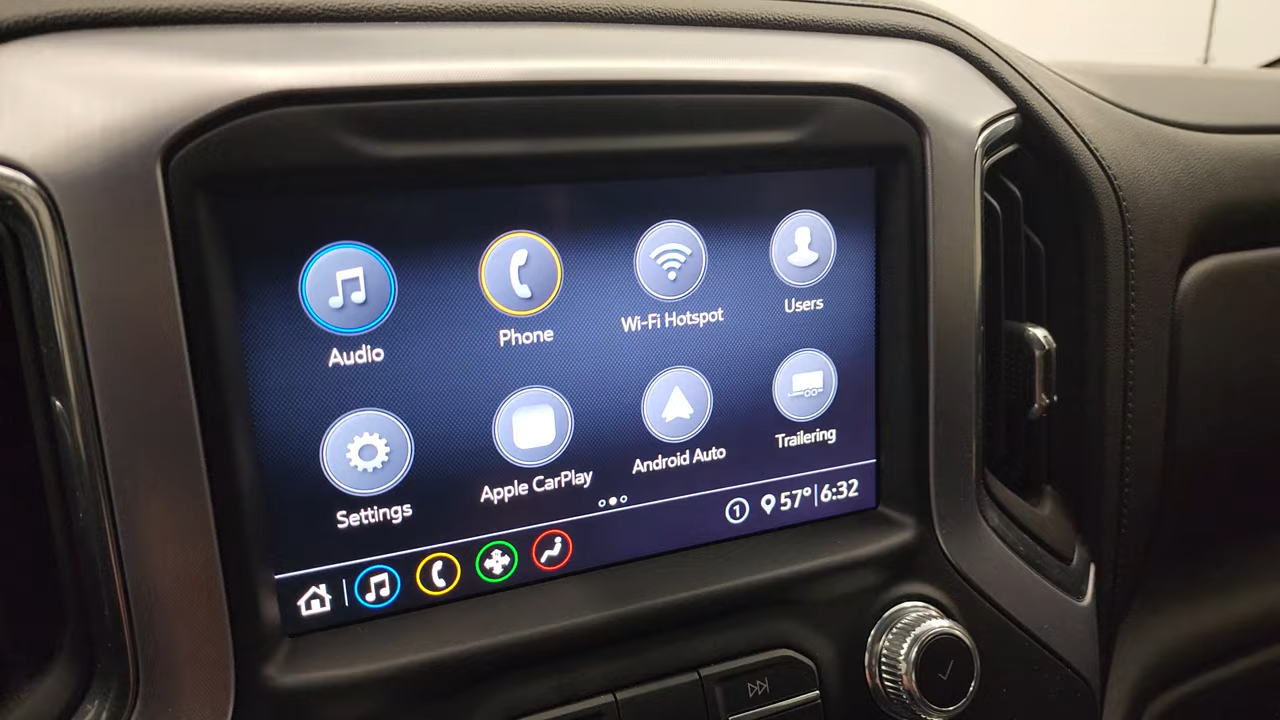 Audio
Phone
Wi-Fi Hotspot
Users
Settings
Apple CarPlay
Android Auto
Trailering
1
57° | 6:32